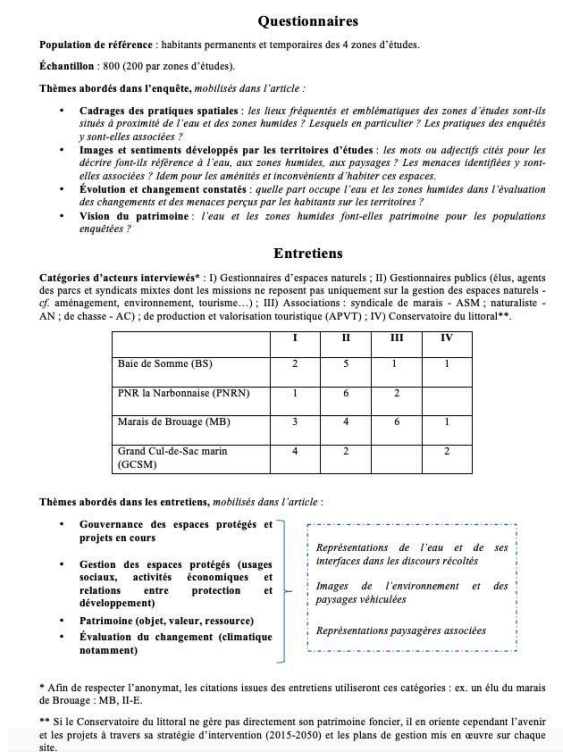 Questionnaires
Population de référence : habitants permanents et temporaires des 4 zones d'études.
Échantillon : 800 (200 par zones d'études).
Thèmes abordés dans l'enquête, mobilisés dans l'article :
• Cadrages des pratiques spatiales : les lieux fréquentés et emblématiques des zones d'études sont-ils
situés à proximité de l'eau et des zones humides ? Lesquels en particulier ? Les pratiques des enquêtés
y sont-elles associées ?
• Images et sentiments développés par les territoires d'études : les mots ou adjectifs cités pour les
décrire font-ils référence à l'eau, aux zones humides, aux paysages ? Les menaces identifiées y sont-
elles associées ? Idem pour les aménités et inconvénients d'habiter ces espaces.
• Évolution et changement constatés : quelle part occupe l'eau et les zones humides dans l'évaluation
des changements et des menaces perçus par les habitants sur les territoires ?
• Vision du patrimoine : l'eau et les zones humides font-elles patrimoine pour les populations
enquêtées ?
Entretiens
Catégories d'acteurs interviewés* : I) Gestionnaires d'espaces naturels ; II) Gestionnaires publics (élus, agents
des parcs et syndicats mixtes dont les missions ne reposent pas uniquement sur la gestion des espaces naturels -
cf. aménagement, environnement, tourisme…) ; III) Associations : syndicale de marais - ASM ; naturaliste -
AN ; de chasse - AC) ; de production et valorisation touristique (APVT) ; IV) Conservatoire du littoral**.
I II III IV
Baie de Somme (BS) 2 5 1 1
PNR la Narbonnaise (PNRN) 1 6 2
Marais de Brouage (MB) 3 4 6 1
Grand Cul-de-Sac marin 4 2 2
(GCSM)
Thèmes abordés dans les entretiens, mobilisés dans l'article :
• Gouvernance des espaces protégés et
projets en cours
• Gestion des espaces protégés (usages
sociaux, activités économiques et
relations entre protection et
développement)
• Patrimoine (objet, valeur, ressource)
• Évaluation du changement (climatique
notamment)
Représentations de l'eau et de ses
interfaces dans les discours récoltés
Images de l'environnement et des
paysages véhiculées
Représentations paysagères associées
* Afin de respecter l'anonymat, les citations issues des entretiens utiliseront ces catégories : ex. un élu du marais
de Brouage : MB, II-E.
** Si le Conservatoire du littoral ne gère pas directement son patrimoine foncier, il en oriente cependant l'avenir
et les projets à travers sa stratégie d'intervention (2015-2050) et les plans de gestion mis en œuvre sur chaque
site.